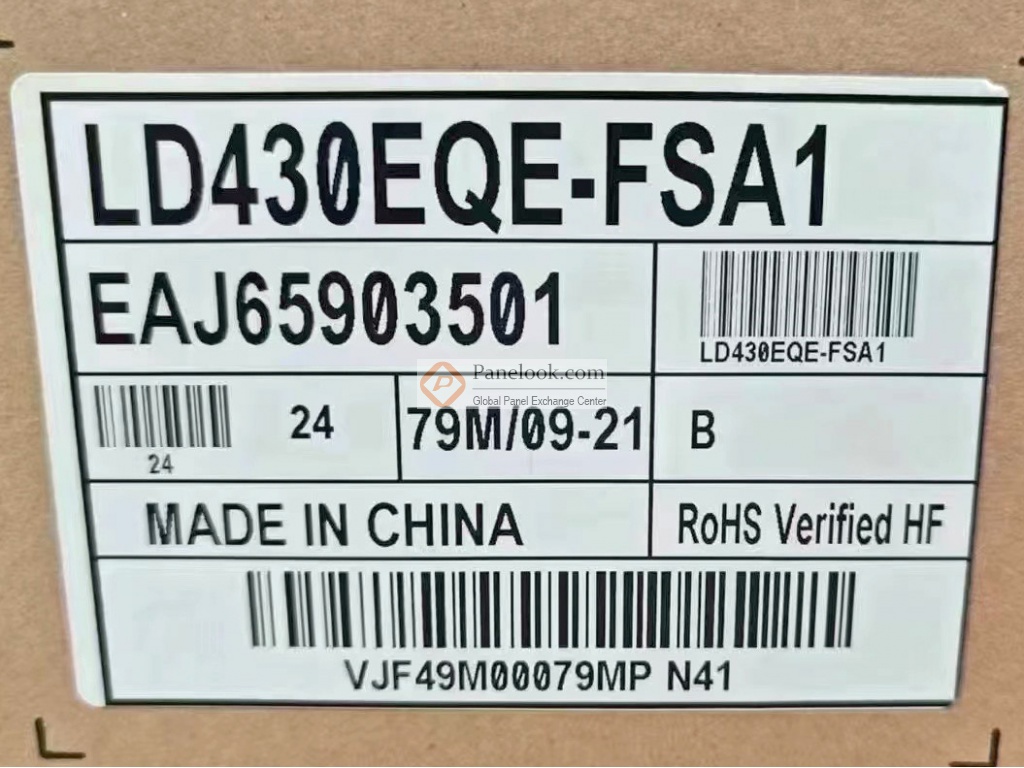 LD430EQE-FSA1
EAJ65903501
LD430EQE-FSA1
Panelook.com
Global Panel Exchange Center
24
24
79M/09-21
B
MADE IN CHINA
RoHS Verified HF
VJF49M00079MP N41